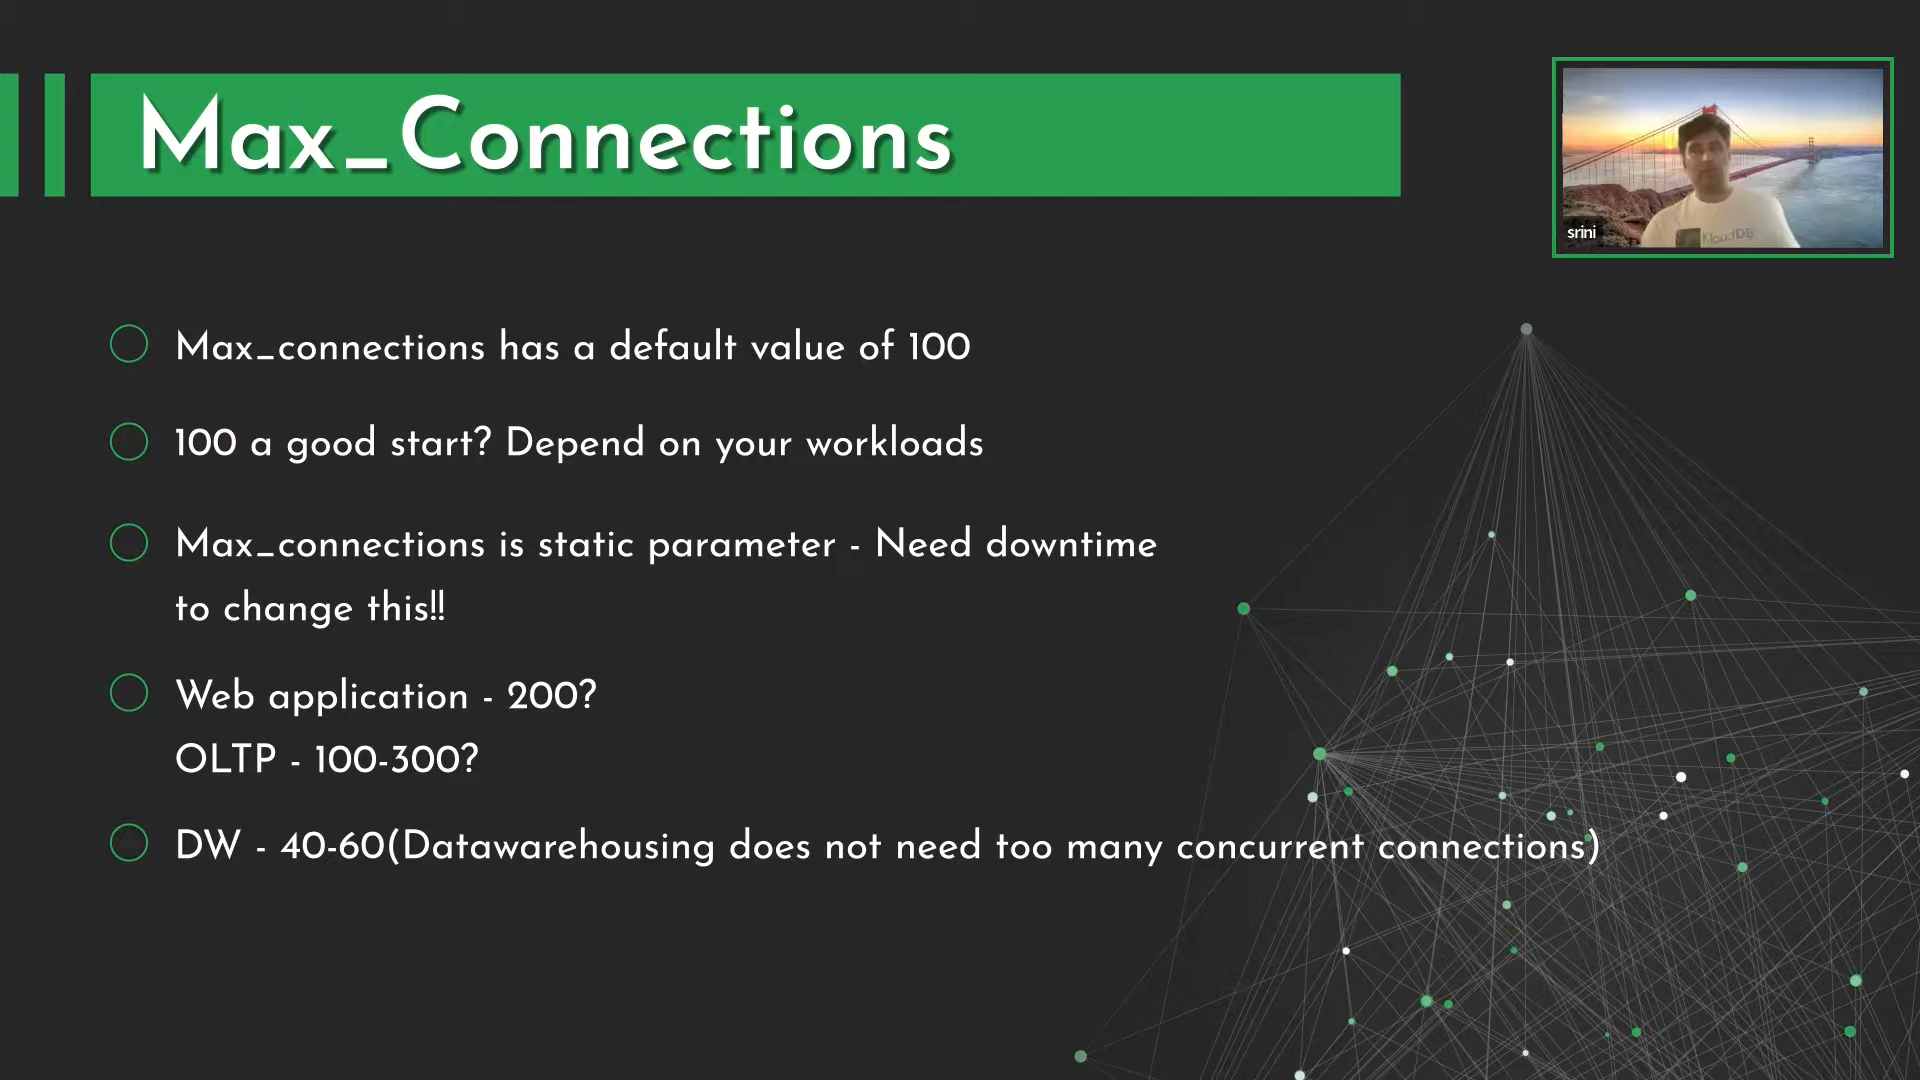 Max_Connections
srini
KloudDB
Max_connections has a default value of 100
100 a good start? Depend on your workloads
Max_connections is static parameter - Need downtime
to change this!!
Web application - 200?
OLTP - 100-300?
DW - 40-60(Datawarehousing does not need too many concurrent connections)